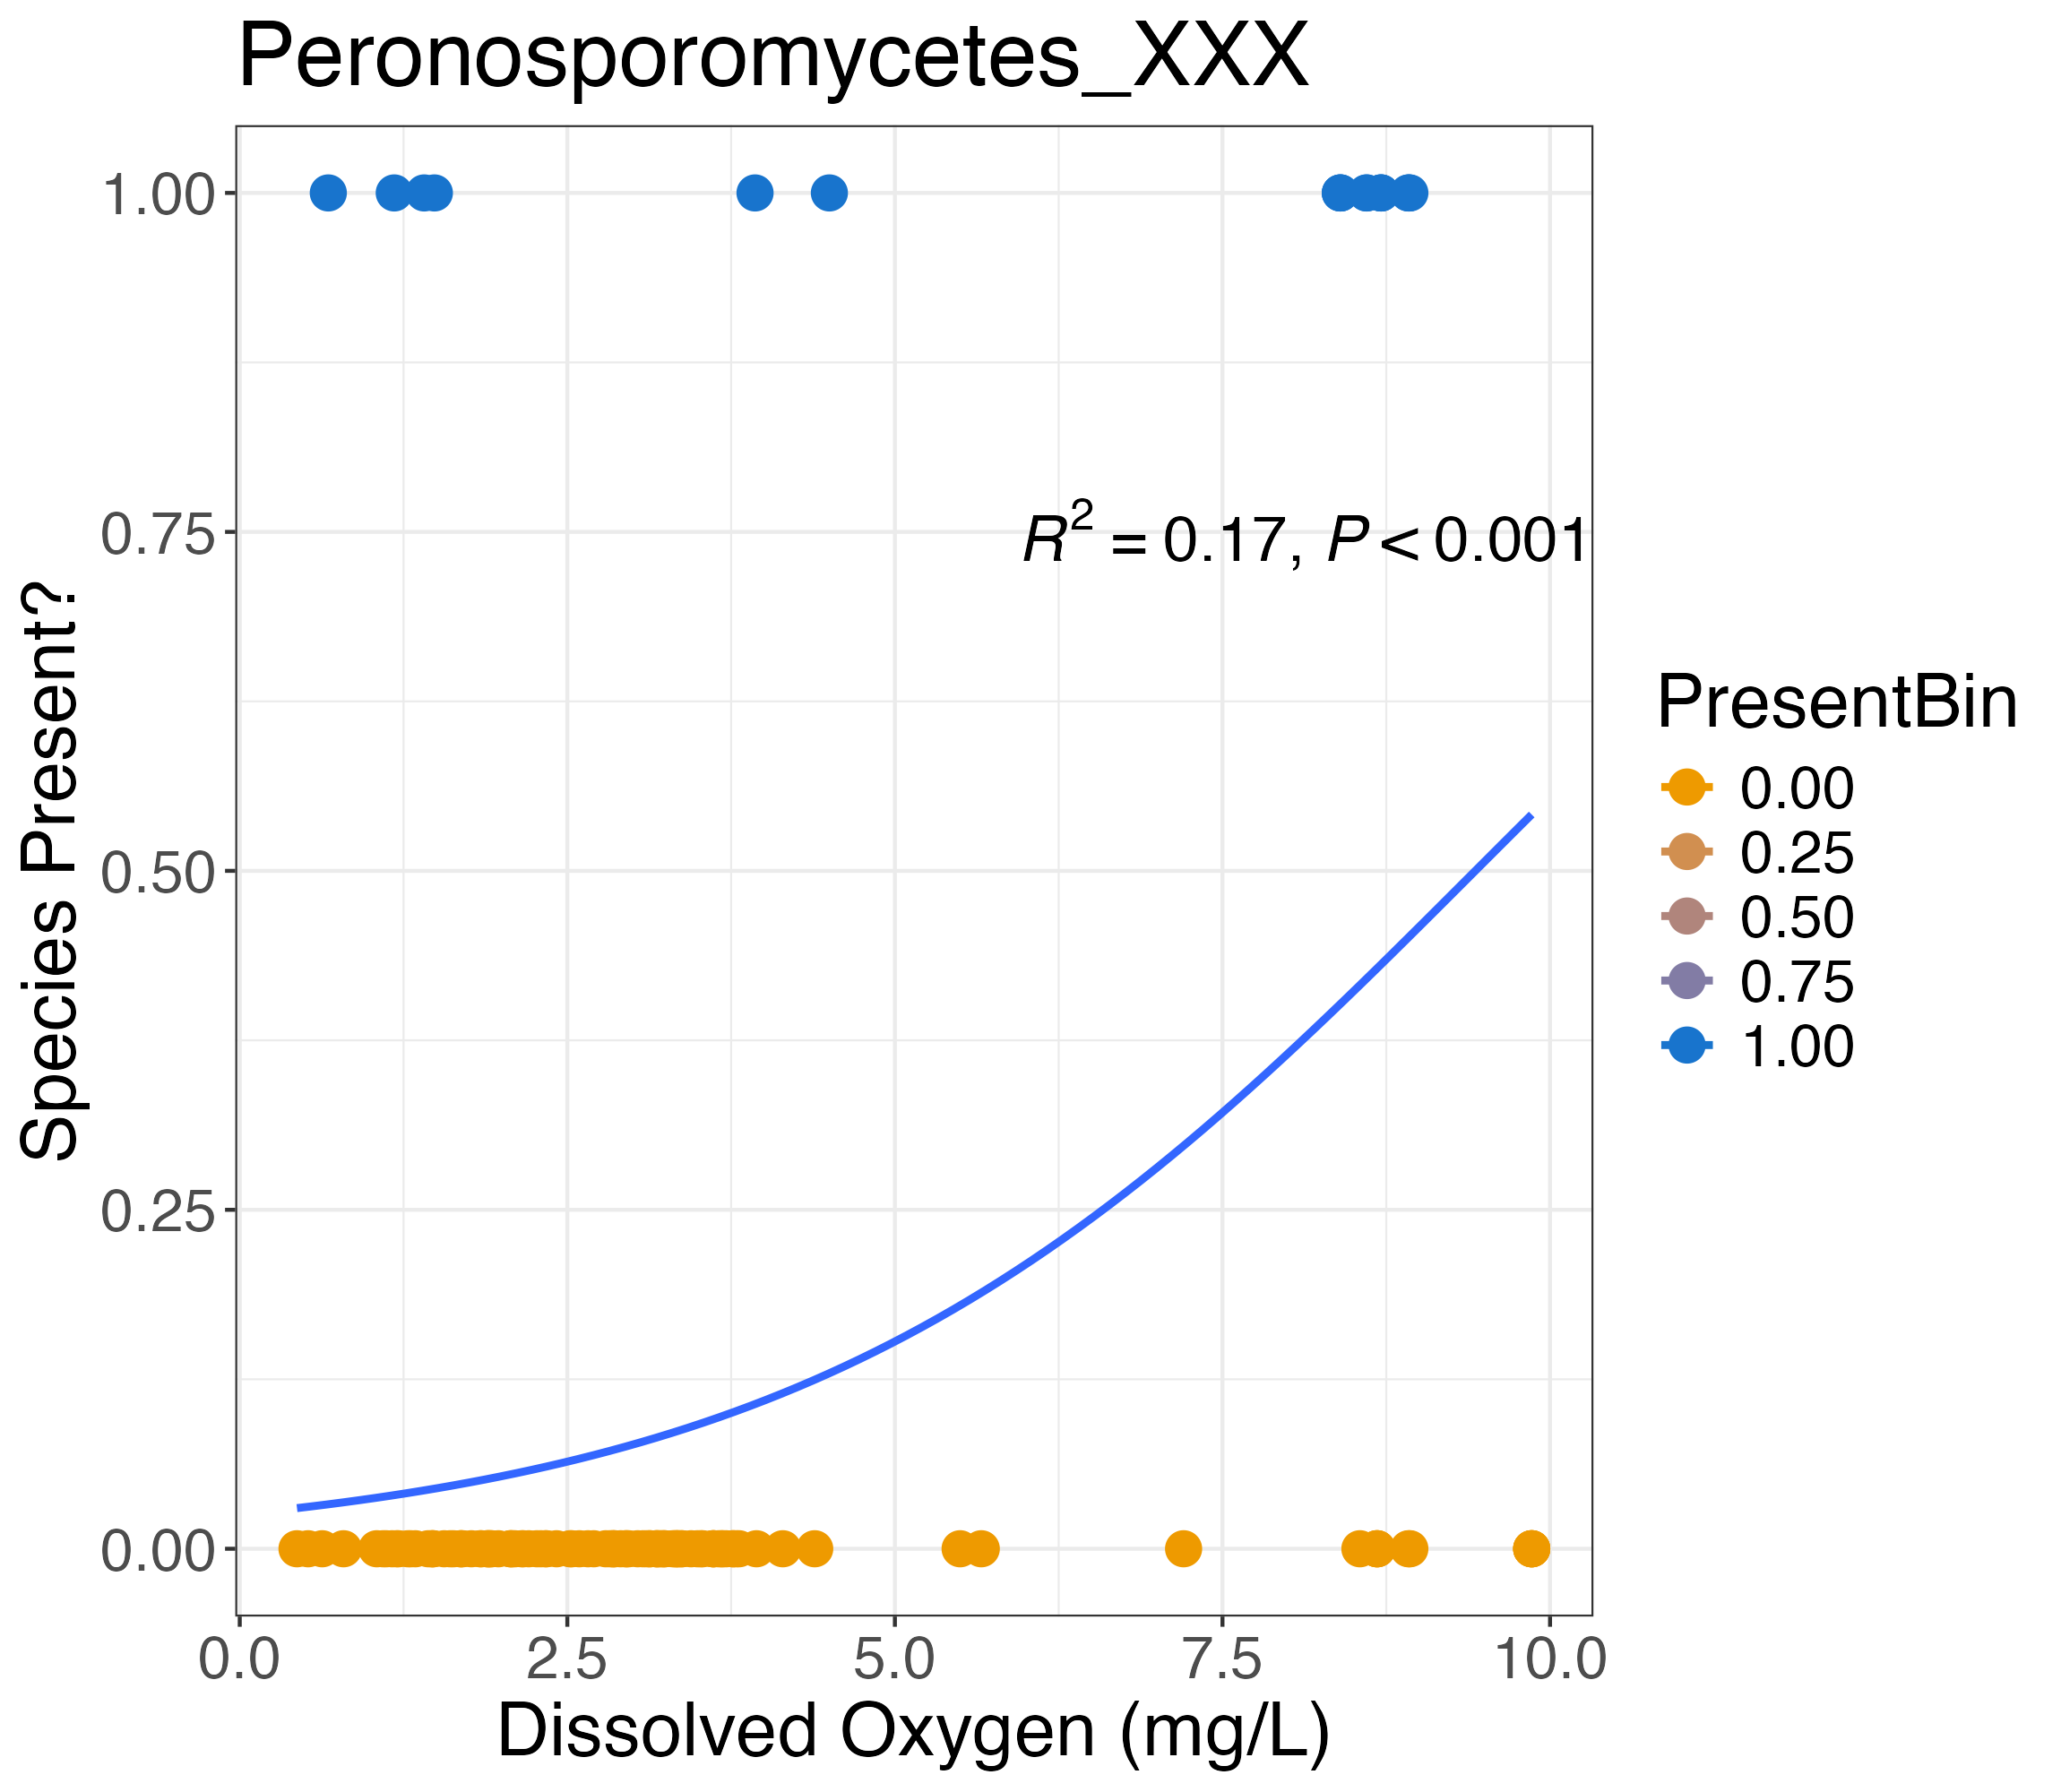 Peronosporomycetes_XXX
1.00
0.75
0.50
0.25
0.00
Species Present?
R² = 0.17, P < 0.001
0.0 2.5 5.0 7.5 10.0
Dissolved Oxygen (mg/L)
PresentBin
0.00
0.25
0.50
0.75
1.00